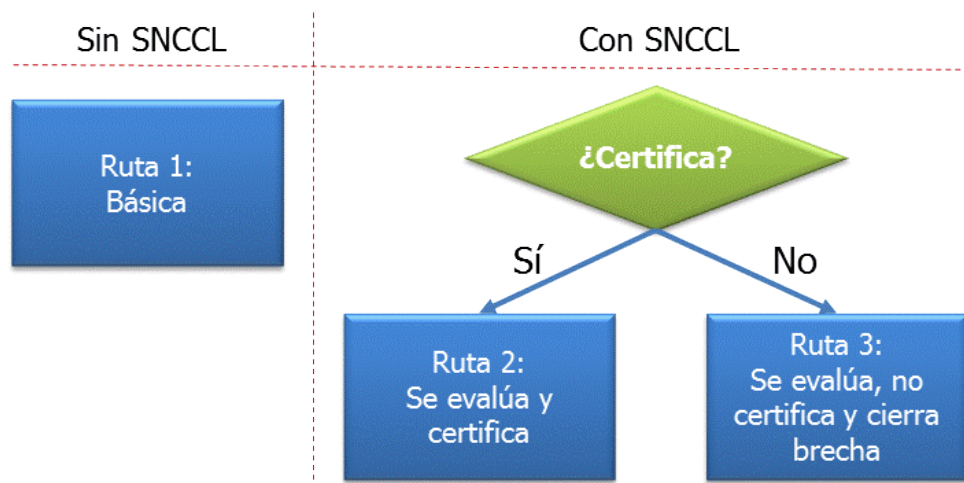 Sin SNCCL
Con SNCCL
Ruta 1:
Básica
¿Certifica?
Sí
No
Ruta 2:
Se evalúa y
certifica
Ruta 3:
Se evalúa, no
certifica y cierra
brecha